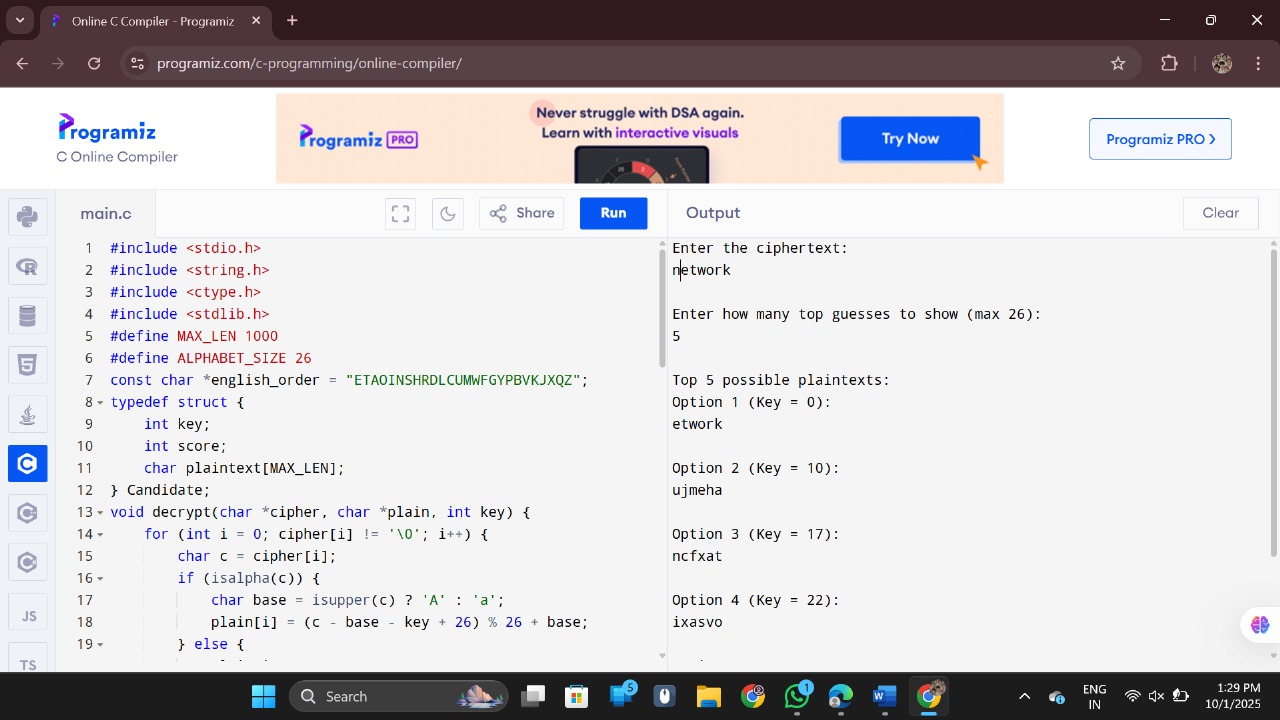 Online C Compiler - Programiz
programiz.com/c-programming/online-compiler/
Programiz
C Online Compiler
Programiz PRO
Never struggle with DSA again.
Learn with interactive visuals
Try Now
Programiz PRO >
main.c
Share
Run
Output
Clear
1 #include <stdio.h>
2 #include <string.h>
3 #include <ctype.h>
4 #include <stdlib.h>
5 #define MAX_LEN 1000
6 #define ALPHABET_SIZE 26
7 const char *english_order = "ETAOINSHRDLCUMWFGYPBVKJXQZ";
8 typedef struct {
9 int key;
10 int score;
11 char plaintext[MAX_LEN];
12 } Candidate;
13 void decrypt(char *cipher, char *plain, int key) {
14 for (int i = 0; cipher[i] != '\0'; i++) {
15 char c = cipher[i];
16 if (isalpha(c)) {
17 char base = isupper(c) ? 'A' : 'a';
18 plain[i] = (c - base - key + 26) % 26 + base;
19 } else {
Enter the ciphertext:
network
Enter how many top guesses to show (max 26):
5
Top 5 possible plaintexts:
Option 1 (Key = 0):
etwork
Option 2 (Key = 10):
ujmeha
Option 3 (Key = 17):
ncfxat
Option 4 (Key = 22):
ixasvo
JS
TS
Search
5
1
ENG
IN
1:29 PM
10/1/2025